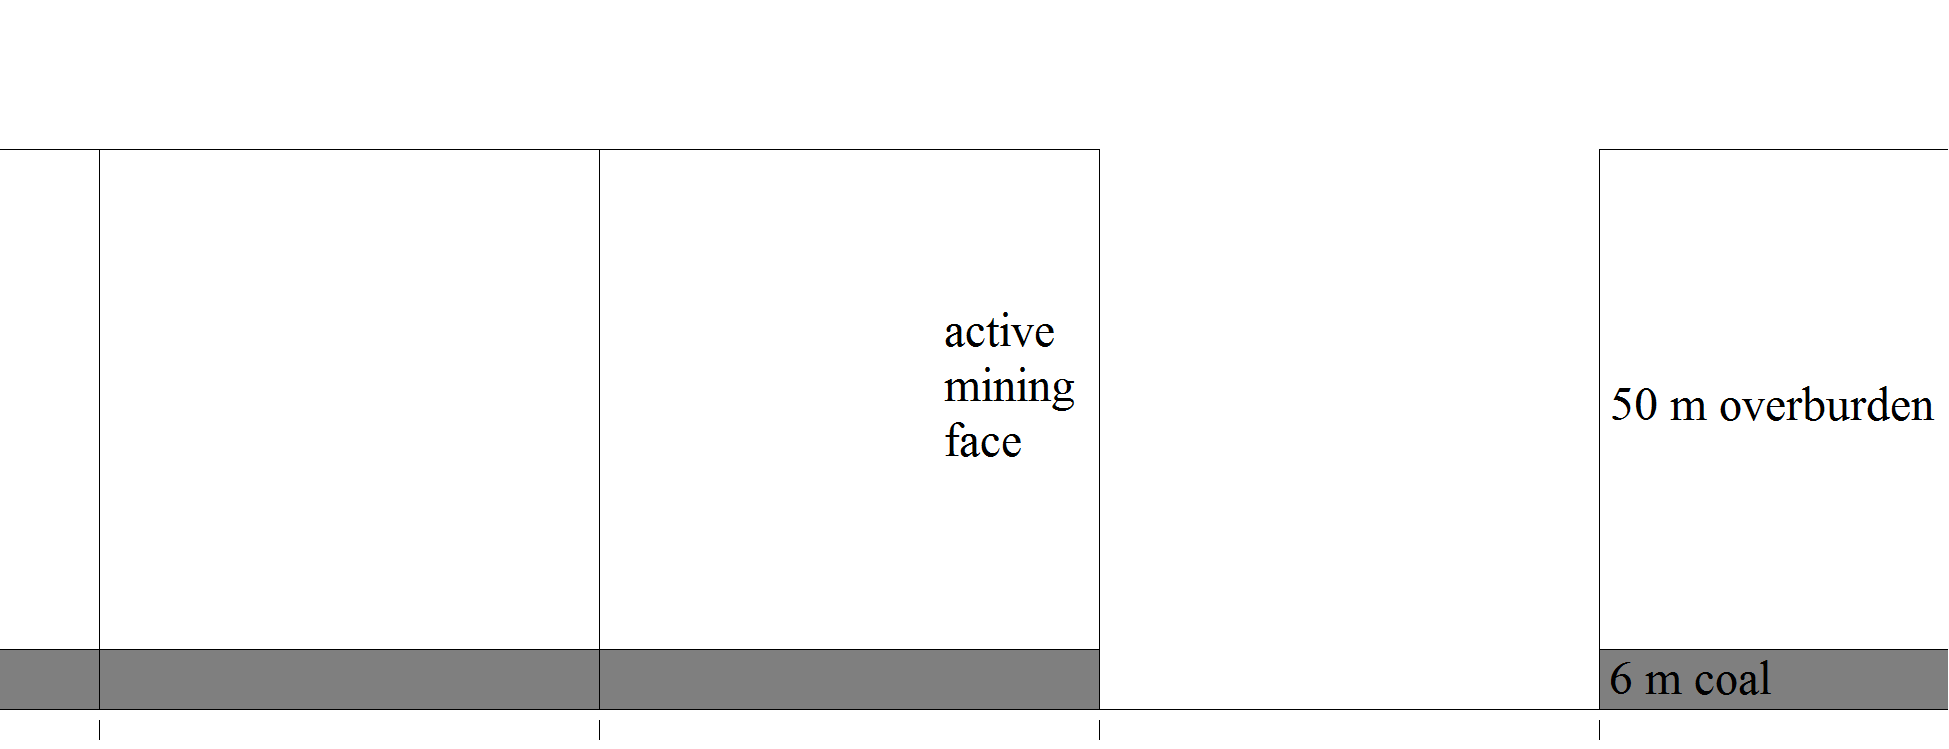 active
mining
face
50 m overburden
6 m coal